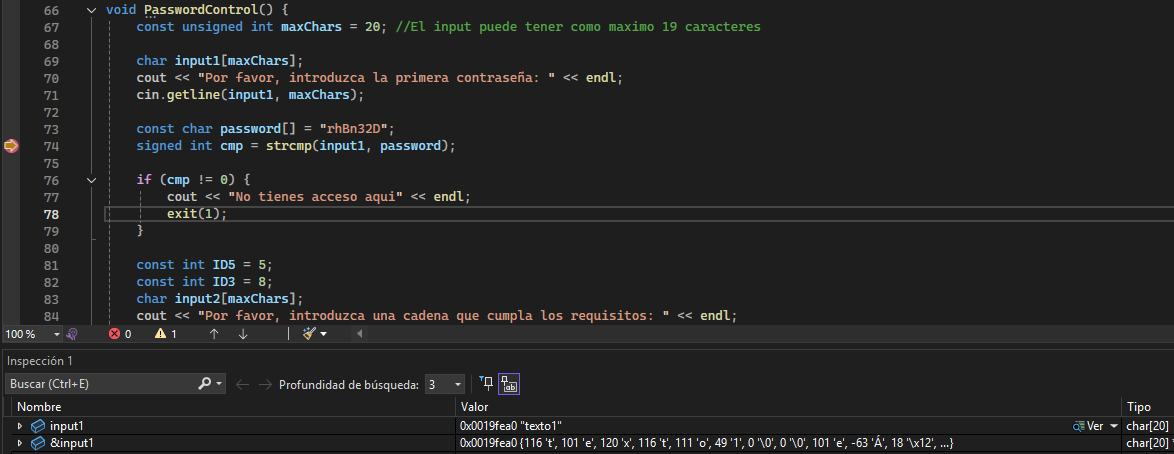 66 void PasswordControl() {
67 const unsigned int maxChars = 20; //El input puede tener como maximo 19 caracteres
68
69 char input1[maxChars];
70 cout << "Por favor, introduzca la primera contraseña: " << endl;
71 cin.getline(input1, maxChars);
72
73 const char password[] = "rhBn32D";
74 signed int cmp = strcmp(input1, password);
75
76 if (cmp != 0) {
77 cout << "No tienes acceso aqui" << endl;
78 exit(1);
79 }
80
81 const int ID5 = 5;
82 const int ID3 = 8;
83 char input2[maxChars];
84 cout << "Por favor, introduzca una cadena que cumpla los requisitos: " << endl;
100 % 0 1
Inspección 1
Buscar (Ctrl+E) Profundidad de búsqueda: 3
Nombre Valor Tipo
input1 0x0019fea0 "texto1" Ver char[20]
&input1 0x0019fea0 {116 't', 101 'e', 120 'x', 116 't', 111 'o', 49 '1', 0 '\0', 0 '\0', 101 'e', -63 'Á', 18 '\x12', ...} char[20] *